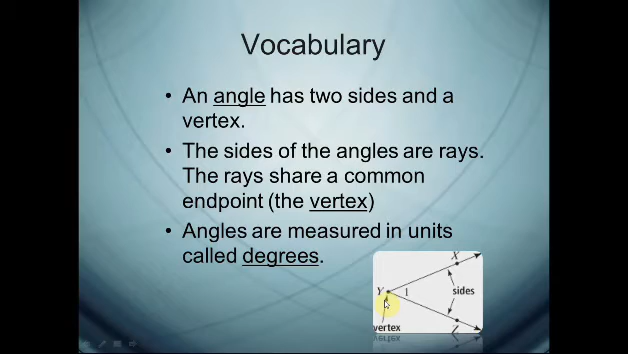 Vocabulary
• An angle has two sides and a
vertex.
• The sides of the angles are rays.
The rays share a common
endpoint (the vertex)
• Angles are measured in units
called degrees.
X
Y 1 sides
vertex Z